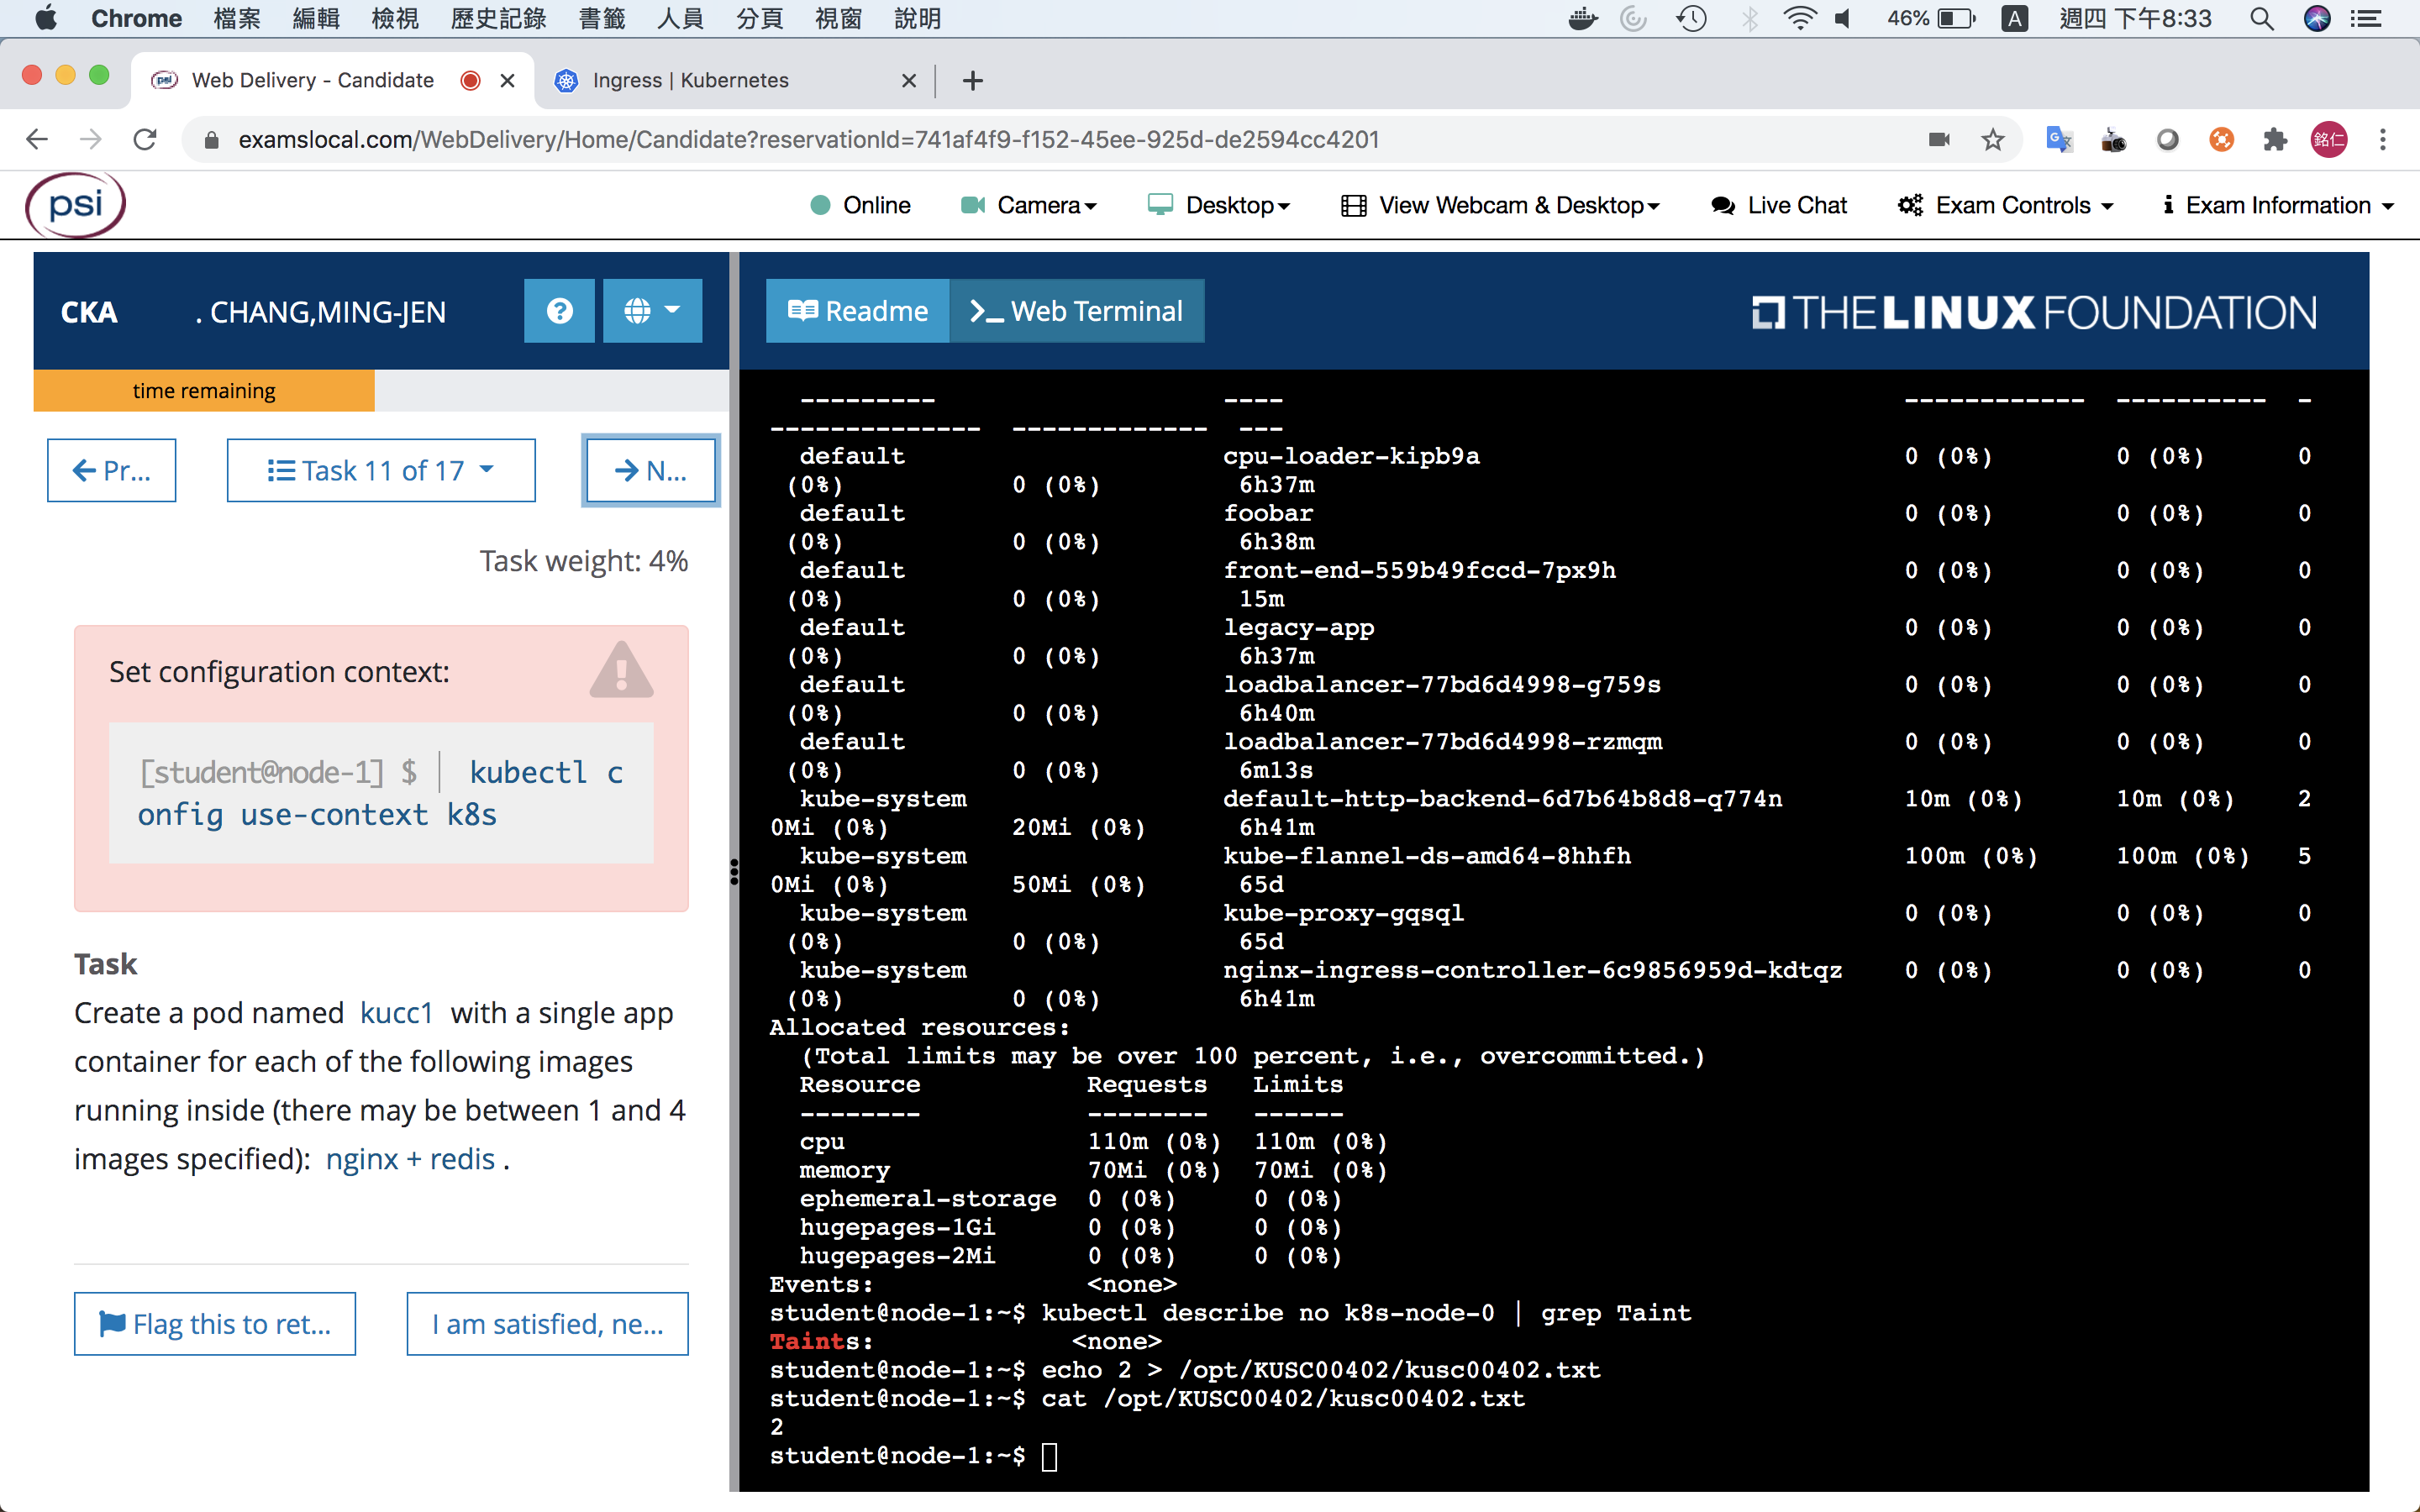 Chrome 檔案 編輯 檢視 歷史記錄 書籤 人員 分頁 視窗 說明 46% A 週四 下午8:33
psi Web Delivery - Candidate Ingress | Kubernetes
examslocal.com/WebDelivery/Home/Candidate?reservationId=741af4f9-f152-45ee-925d-de2594cc4201 銘仁
psi Online Camera Desktop View Webcam & Desktop Live Chat Exam Controls Exam Information
CKA . CHANG,MING-JEN
time remaining
Pr... Task 11 of 17 N...
Task weight: 4%
Set configuration context:
[student@node-1] $ | kubectl c
onfig use-context k8s
Task
Create a pod named kucc1 with a single app
container for each of the following images
running inside (there may be between 1 and 4
images specified): nginx + redis .
Flag this to ret... I am satisfied, ne...
Readme >_ Web Terminal THE LINUX FOUNDATION
--------- ---- ------------ ---------- -
-------------- ------------- ---
default cpu-loader-kipb9a 0 (0%) 0 (0%) 0
(0%) 0 (0%) 6h37m
default foobar 0 (0%) 0 (0%) 0
(0%) 0 (0%) 6h38m
default front-end-559b49fccd-7px9h 0 (0%) 0 (0%) 0
(0%) 0 (0%) 15m
default legacy-app 0 (0%) 0 (0%) 0
(0%) 0 (0%) 6h37m
default loadbalancer-77bd6d4998-g759s 0 (0%) 0 (0%) 0
(0%) 0 (0%) 6h40m
default loadbalancer-77bd6d4998-rzmqm 0 (0%) 0 (0%) 0
(0%) 0 (0%) 6m13s
kube-system default-http-backend-6d7b64b8d8-q774n 10m (0%) 10m (0%) 2
0Mi (0%) 20Mi (0%) 6h41m
kube-system kube-flannel-ds-amd64-8hhfh 100m (0%) 100m (0%) 5
0Mi (0%) 50Mi (0%) 65d
kube-system kube-proxy-gqsql 0 (0%) 0 (0%) 0
(0%) 0 (0%) 65d
kube-system nginx-ingress-controller-6c9856959d-kdtqz 0 (0%) 0 (0%) 0
(0%) 0 (0%) 6h41m
Allocated resources:
(Total limits may be over 100 percent, i.e., overcommitted.)
Resource Requests Limits
-------- -------- ------
cpu 110m (0%) 110m (0%)
memory 70Mi (0%) 70Mi (0%)
ephemeral-storage 0 (0%) 0 (0%)
hugepages-1Gi 0 (0%) 0 (0%)
hugepages-2Mi 0 (0%) 0 (0%)
Events: <none>
student@node-1:~$ kubectl describe no k8s-node-0 | grep Taint
Taints: <none>
student@node-1:~$ echo 2 > /opt/KUSC00402/kusc00402.txt
student@node-1:~$ cat /opt/KUSC00402/kusc00402.txt
2
student@node-1:~$